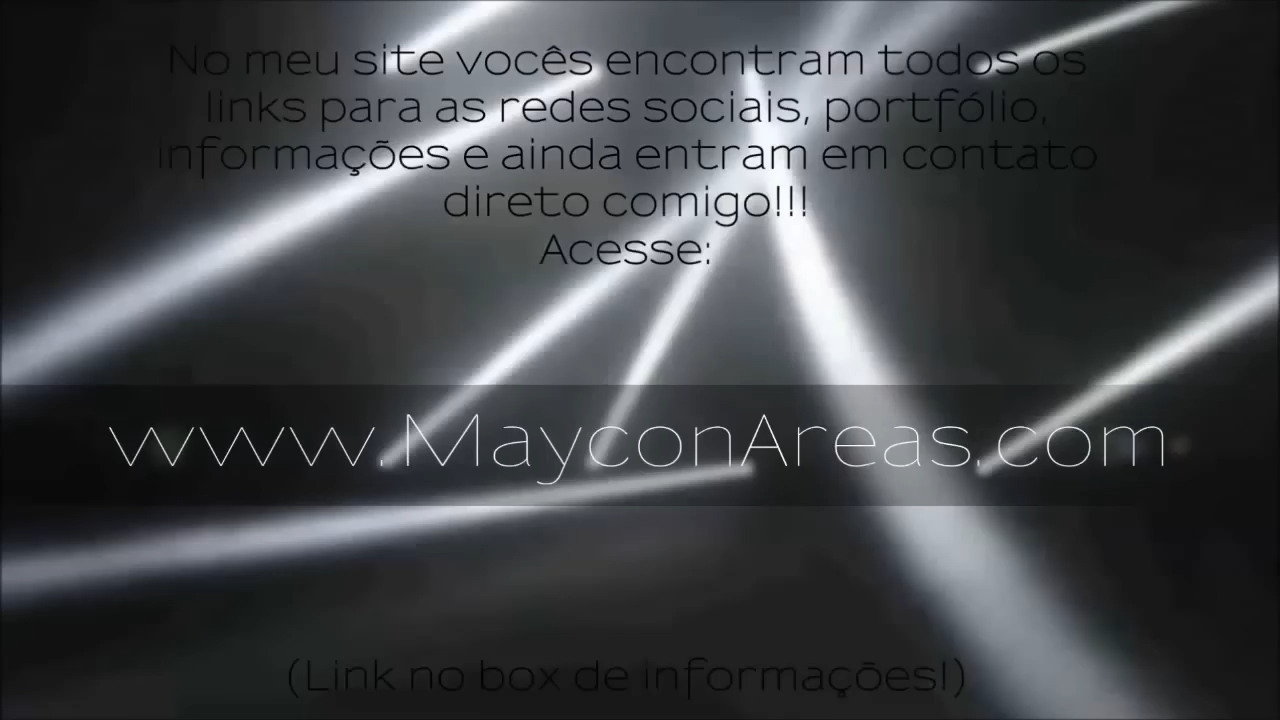 No meu site vocês encontram todos os
links para as redes sociais, portfólio,
informações e ainda entram em contato
direto comigo!!!
Acesse:
www.MayconAreas.com
(Link no box de informações!)